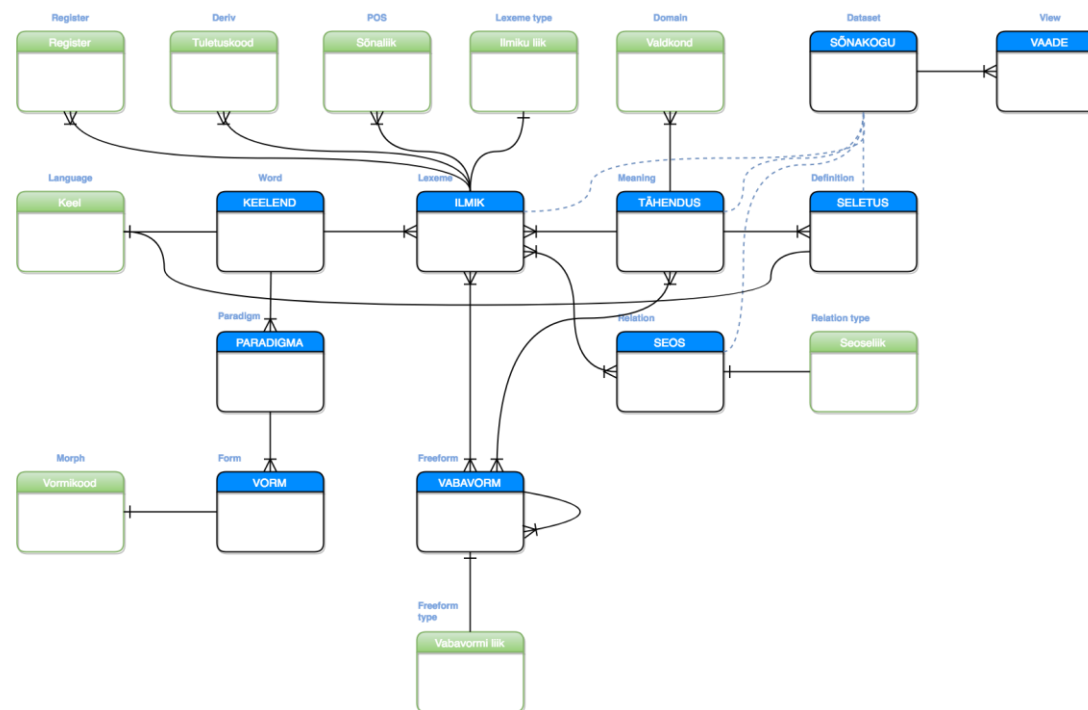 Register
Deriv
POS
Lexeme type
Domain
Dataset
View
Register
Tuletuskood
Sõnaliik
Ilmiku liik
Valdkond
SÕNAKOGU
VAADE
Language
Word
Lexeme
Meaning
Definition
Keel
KEELEND
ILMIK
TÄHENDUS
SELETUS
Paradigm
Relation
Relation type
PARADIGMA
SEOS
Seoseliik
Morph
Form
Freeform
Vormikood
VORM
VABAVORM
Freeform
type
Vabavormi liik